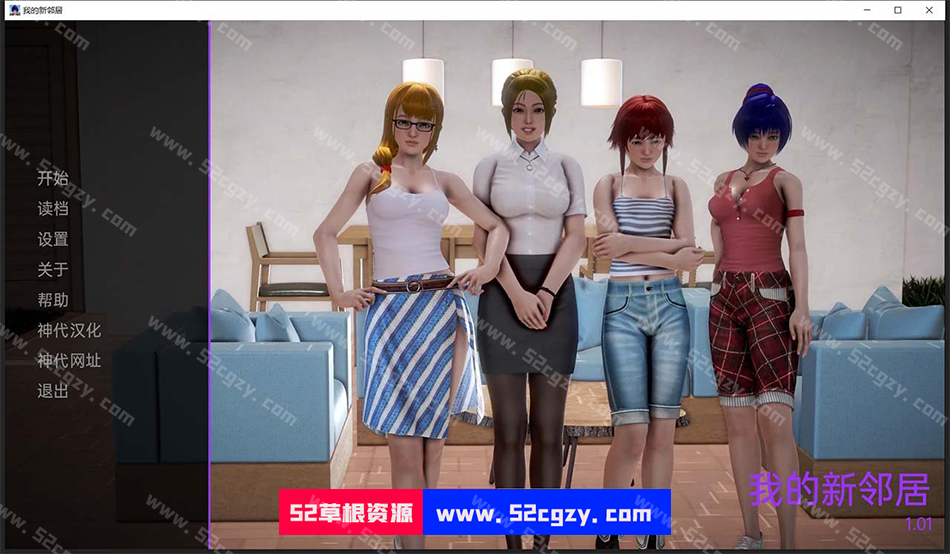 我的新邻居
开始
读档
设置
关于
帮助
神代汉化
神代网址
退出
我的新邻居
1.01
52草根资源 www.52cgzy.com
www.52cgzy.com